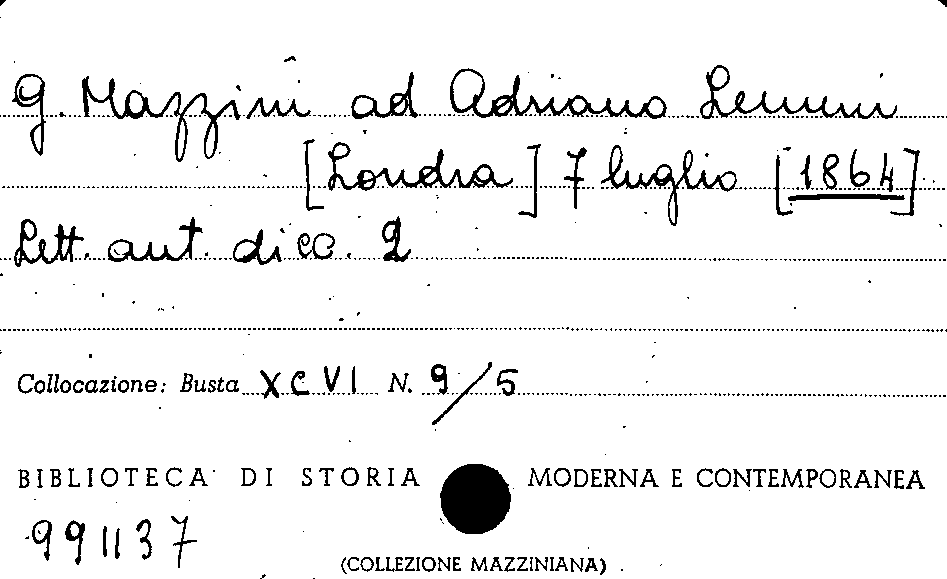 G. Mazzini ad Adriano Lemmi
[Londra] 7 luglio [1864]
Lett. aut. di cc. 2
Collocazione: Busta XCVI N. 9/5
BIBLIOTECA DI STORIA MODERNA E CONTEMPORANEA
991137
(COLLEZIONE MAZZINIANA)